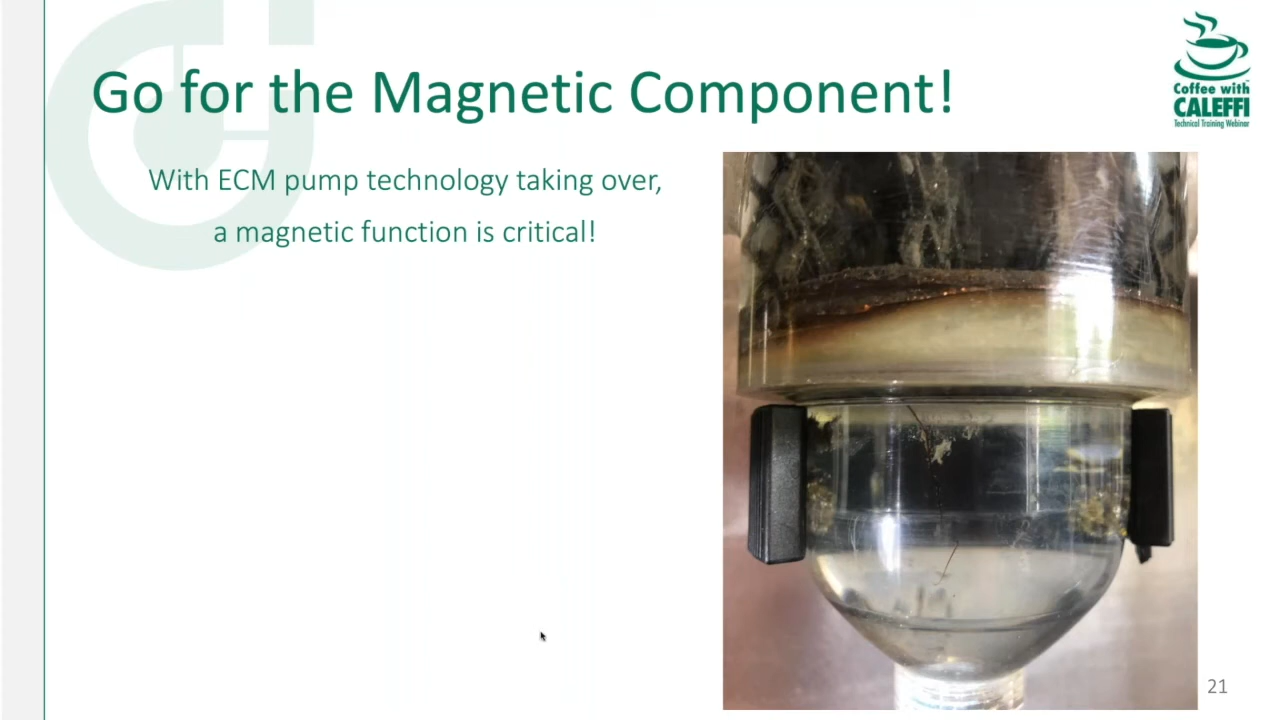 Go for the Magnetic Component!
Coffee with
CALEFFI
Technical Training Webinar
With ECM pump technology taking over,
a magnetic function is critical!
21